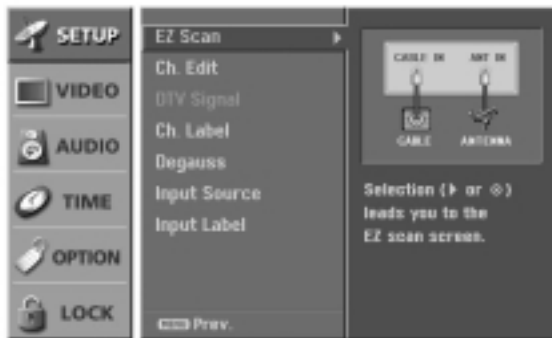 SETUP
VIDEO
AUDIO
TIME
OPTION
LOCK
EZ Scan
Ch. Edit
DTV Signal
Ch. Label
Degauss
Input Source
Input Label
MENU Prev.
CABLE IN ANT IN
CABLE ANTENNA
Selection (▶ or ◉)
leads you to the
EZ scan screen.